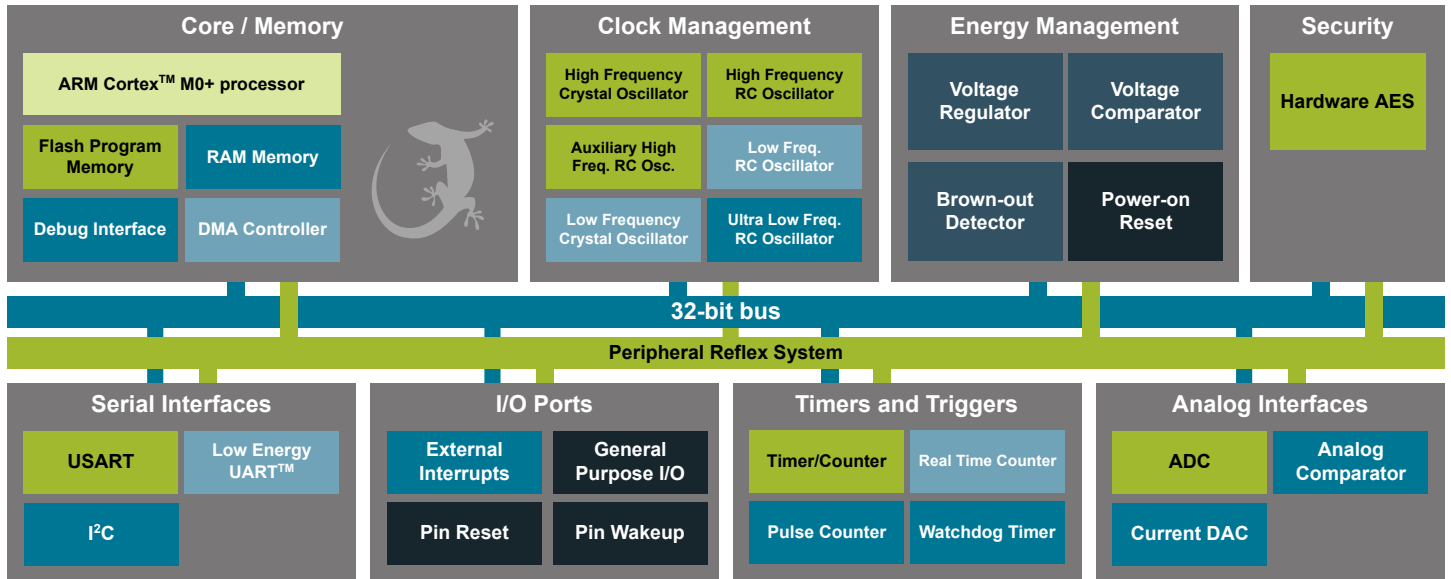 Core / Memory
ARM Cortex™ M0+ processor
Flash Program
Memory
RAM Memory
Debug Interface
DMA Controller
Clock Management
High Frequency
Crystal Oscillator
High Frequency
RC Oscillator
Auxiliary High
Freq. RC Osc.
Low Freq.
RC Oscillator
Low Frequency
Crystal Oscillator
Ultra Low Freq.
RC Oscillator
Energy Management
Voltage
Regulator
Voltage
Comparator
Brown-out
Detector
Power-on
Reset
Security
Hardware AES
32-bit bus
Peripheral Reflex System
Serial Interfaces
USART
Low Energy
UART™
I²C
I/O Ports
External
Interrupts
General
Purpose I/O
Pin Reset
Pin Wakeup
Timers and Triggers
Timer/Counter
Real Time Counter
Pulse Counter
Watchdog Timer
Analog Interfaces
ADC
Analog
Comparator
Current DAC